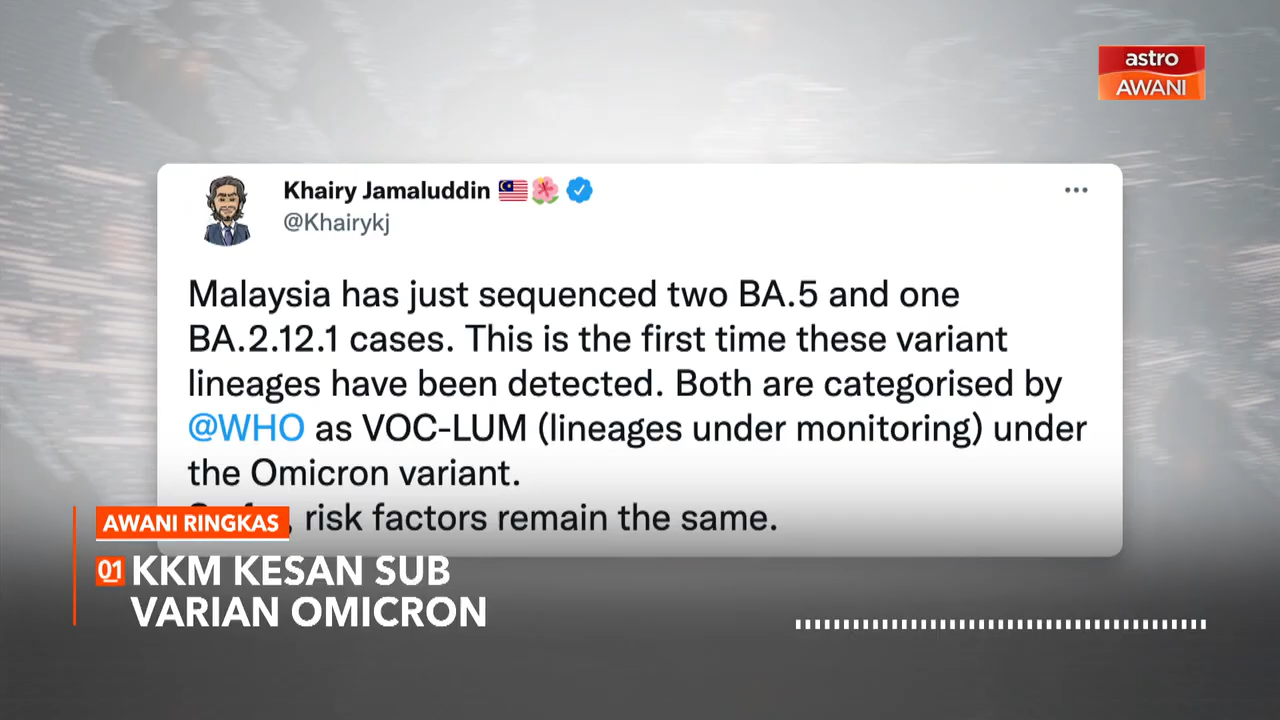 astro
AWANI
Khairy Jamaluddin
@Khairykj
Malaysia has just sequenced two BA.5 and one
BA.2.12.1 cases. This is the first time these variant
lineages have been detected. Both are categorised by
@WHO as VOC-LUM (lineages under monitoring) under
the Omicron variant.
risk factors remain the same.
AWANI RINGKAS
01 KKM KESAN SUB
VARIAN OMICRON